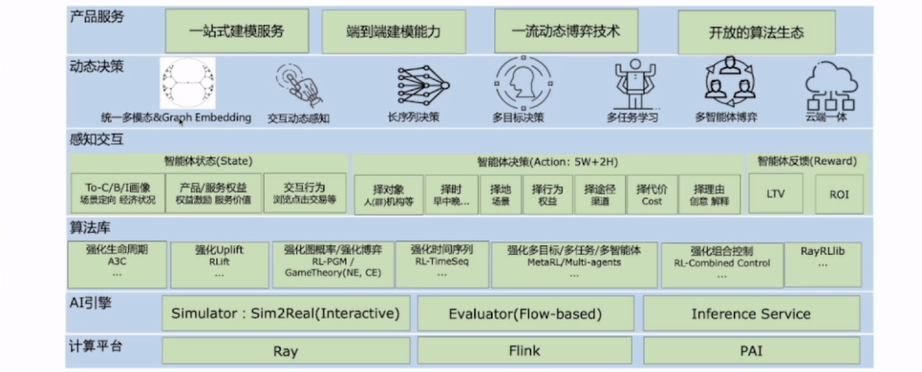 产品服务
一站式建模服务
端到端建模能力
一流动态博弈技术
开放的算法生态
动态决策
统一多模态&Graph Embedding
交互动态感知
长序列决策
多目标决策
多任务学习
多智能体博弈
云端一体
感知交互
智能体状态(State)
智能体决策(Action: 5W+2H)
智能体反馈(Reward)
To-C/B/I画像
场景定向 经济状况
产品/服务权益
权益激励 服务价值
交互行为
浏览点击交易等
择对象
人(群)机构等
择时
早中晚...
择地
场景
择行为
权益
择途径
渠道
择代价
Cost
择理由
创意 解释
LTV
ROI
算法库
强化生命周期
A3C
...
强化Uplift
RLift
...
强化图概率/强化博弈
RL-PGM /
GameTheory(NE, CE)
强化时间序列
RL-TimeSeq
...
强化多目标/多任务/多智能体
MetaRL/Multi-agents
...
强化组合控制
RL-Combined Control
...
RayRLlib
...
AI引擎
Simulator：Sim2Real(Interactive)
Evaluator(Flow-based)
Inference Service
计算平台
Ray
Flink
PAI